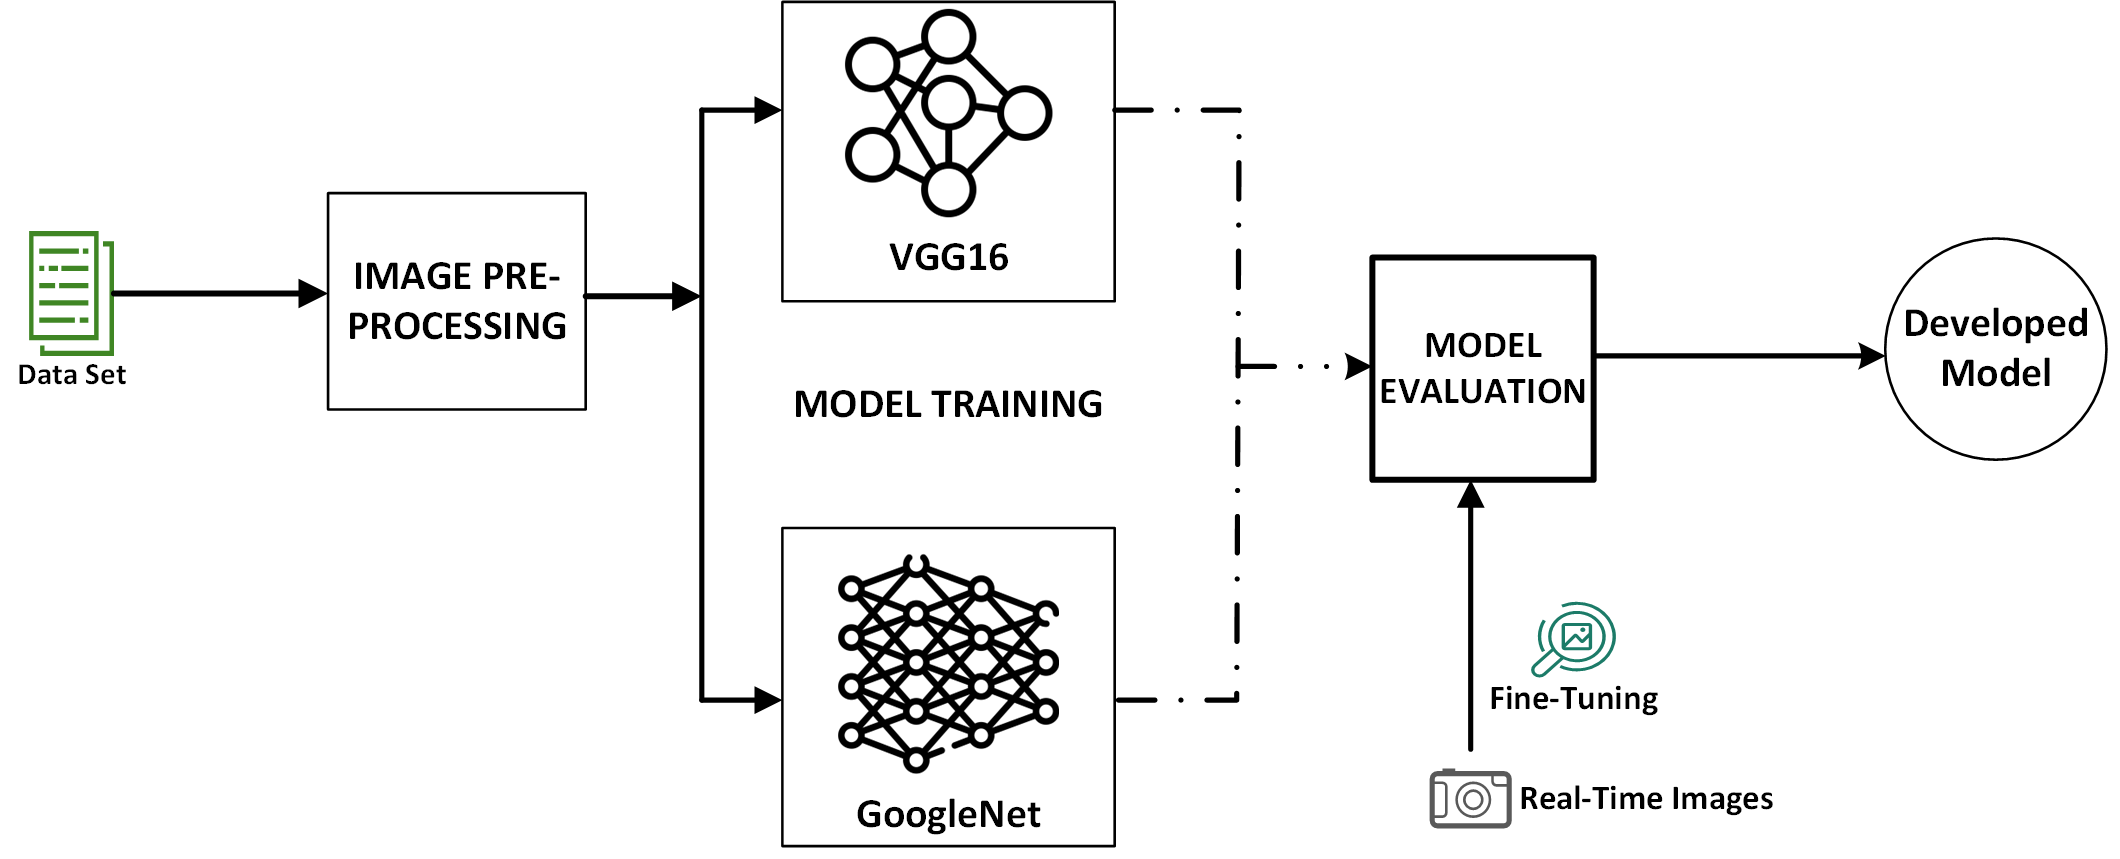 Data Set
IMAGE PRE-
PROCESSING
VGG16
MODEL TRAINING
GoogleNet
MODEL
EVALUATION
Fine-Tuning
Real-Time Images
Developed
Model